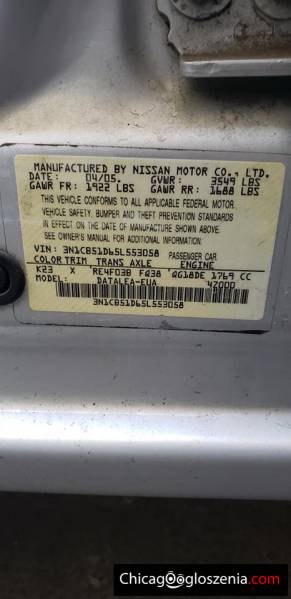 MANUFACTURED BY NISSAN MOTOR CO., LTD.
DATE: 04/05. GVWR: 3549 LBS
GAWR FR: 1922 LBS GAWR RR: 1688 LBS
THIS VEHICLE CONFORMS TO ALL APPLICABLE FEDERAL MOTOR
VEHICLE SAFETY, BUMPER AND THEFT PREVENTION STANDARDS
IN EFFECT ON THE DATE OF MANUFACTURE SHOWN ABOVE.
SEE OWNER'S MANUAL FOR ADDITIONAL INFORMATION.
VIN: 3N1CB51D65L553058 PASSENGER CAR
COLOR TRIM TRANS AXLE ENGINE
K23 X RE4F03B FQ38 QG18DE 1769 CC
MODEL: DATALEA-EUA 4Z000
3N1CB51D65L553058
Chicagoogloszenia.com